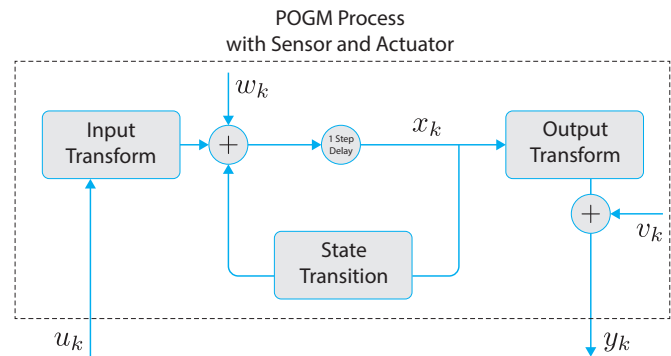 POGM Process
with Sensor and Actuator
w_k
Input
Transform
+
1 Step
Delay
x_k
Output
Transform
+
v_k
State
Transition
u_k
y_k